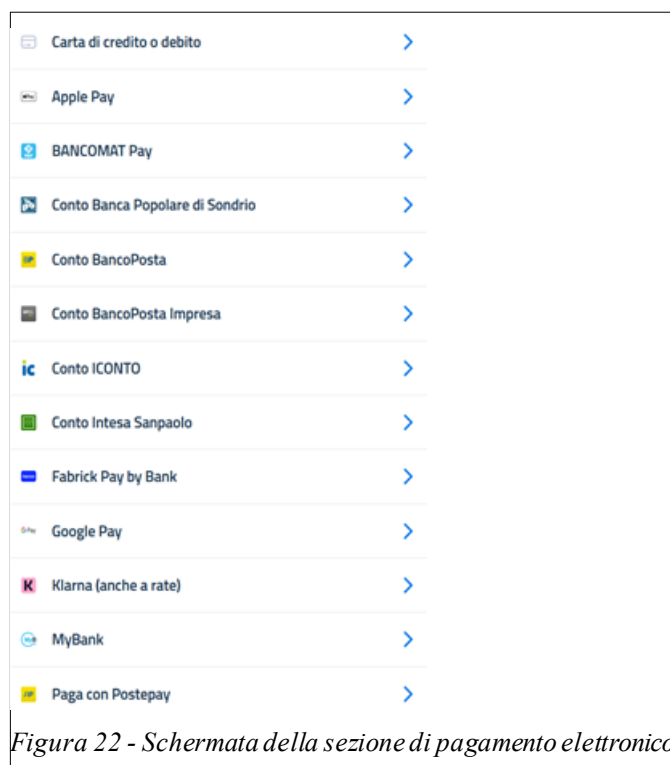 Carta di credito o debito
Apple Pay
BANCOMAT Pay
Conto Banca Popolare di Sondrio
Conto BancoPosta
Conto BancoPosta Impresa
ic Conto ICONTO
Conto Intesa Sanpaolo
Fabrick Pay by Bank
G Pay Google Pay
K Klarna (anche a rate)
MyBank
Paga con Postepay
Figura 22 - Schermata della sezione di pagamento elettronico